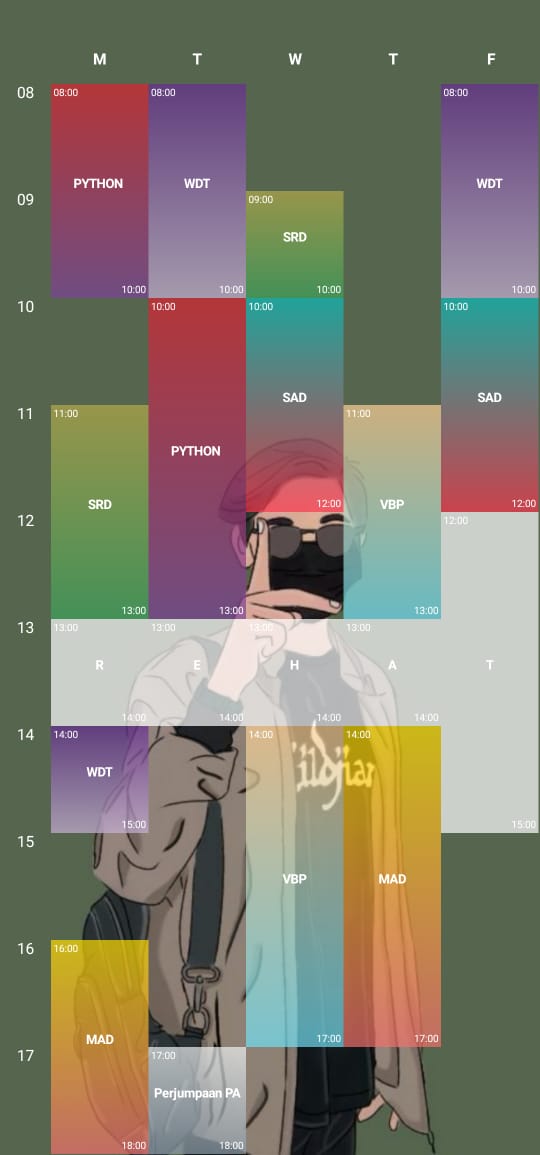 M T W T F
08
08:00 08:00 08:00
PYTHON WDT WDT
09
09:00
SRD
10:00 10:00 10:00 10:00
10
10:00 10:00 10:00
SAD SAD
11
11:00 11:00
PYTHON
SRD VBP
12:00 12:00
12
12:00
13:00 13:00 13:00
13
13:00 13:00 13:00 13:00
R E H A T
14:00 14:00 14:00 14:00
14
14:00 14:00 14:00
WDT
ildjian
15:00 15:00
15
VBP MAD
16
16:00
MAD
17:00 17:00
17
17:00
Perjumpaan PA
18:00 18:00